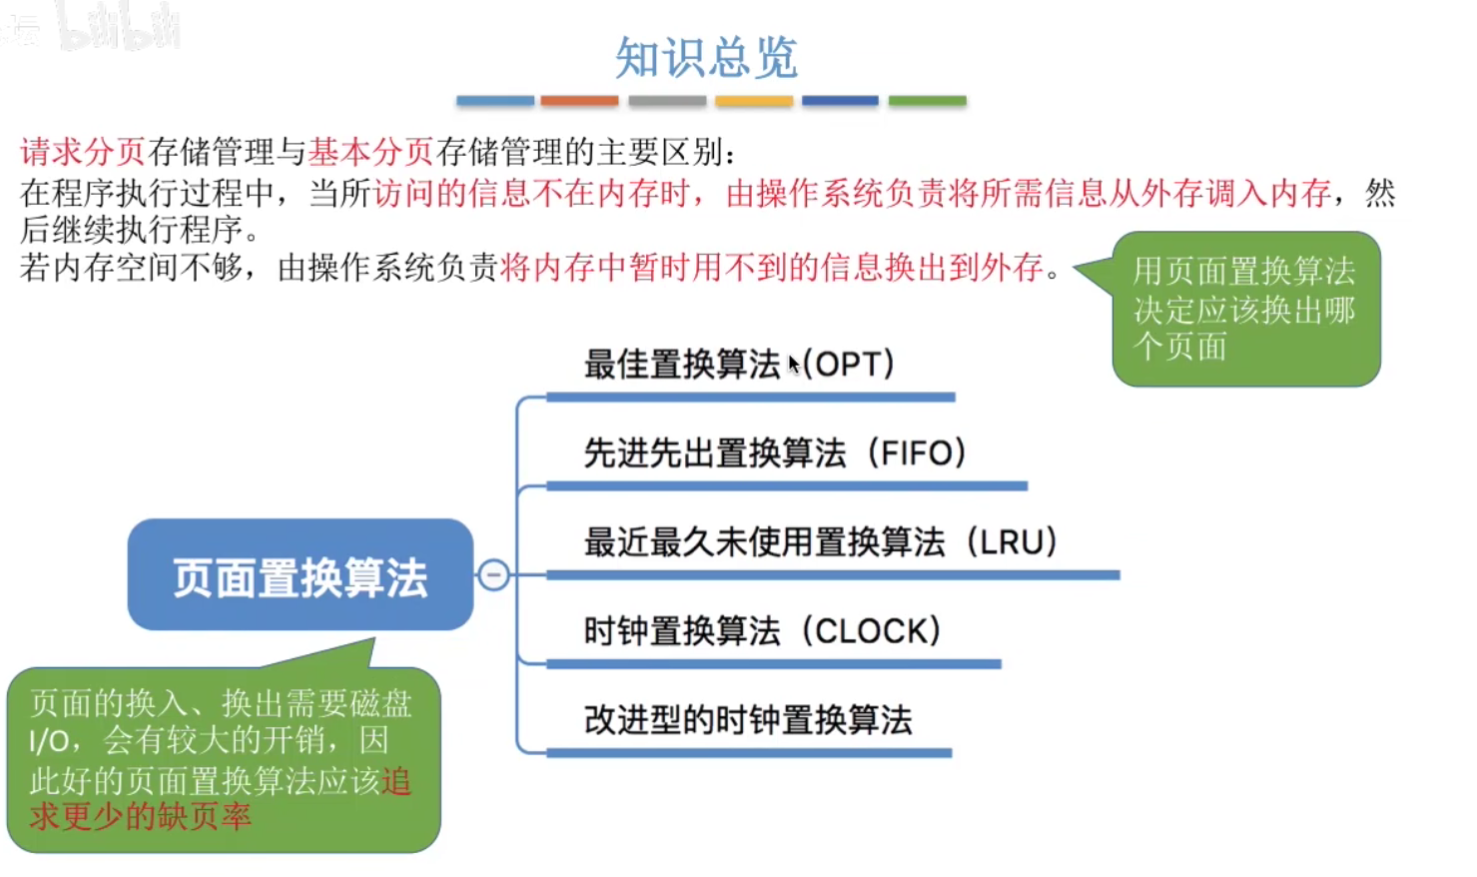 坛 bilibili
知识总览
请求分页存储管理与基本分页存储管理的主要区别：
在程序执行过程中，当所访问的信息不在内存时，由操作系统负责将所需信息从外存调入内存，然
后继续执行程序。
若内存空间不够，由操作系统负责将内存中暂时用不到的信息换出到外存。
用页面置换算法
决定应该换出哪
个页面
最佳置换算法（OPT）
先进先出置换算法（FIFO）
最近最久未使用置换算法（LRU）
时钟置换算法（CLOCK）
改进型的时钟置换算法
页面置换算法
页面的换入、换出需要磁盘
I/O，会有较大的开销，因
此好的页面置换算法应该追
求更少的缺页率